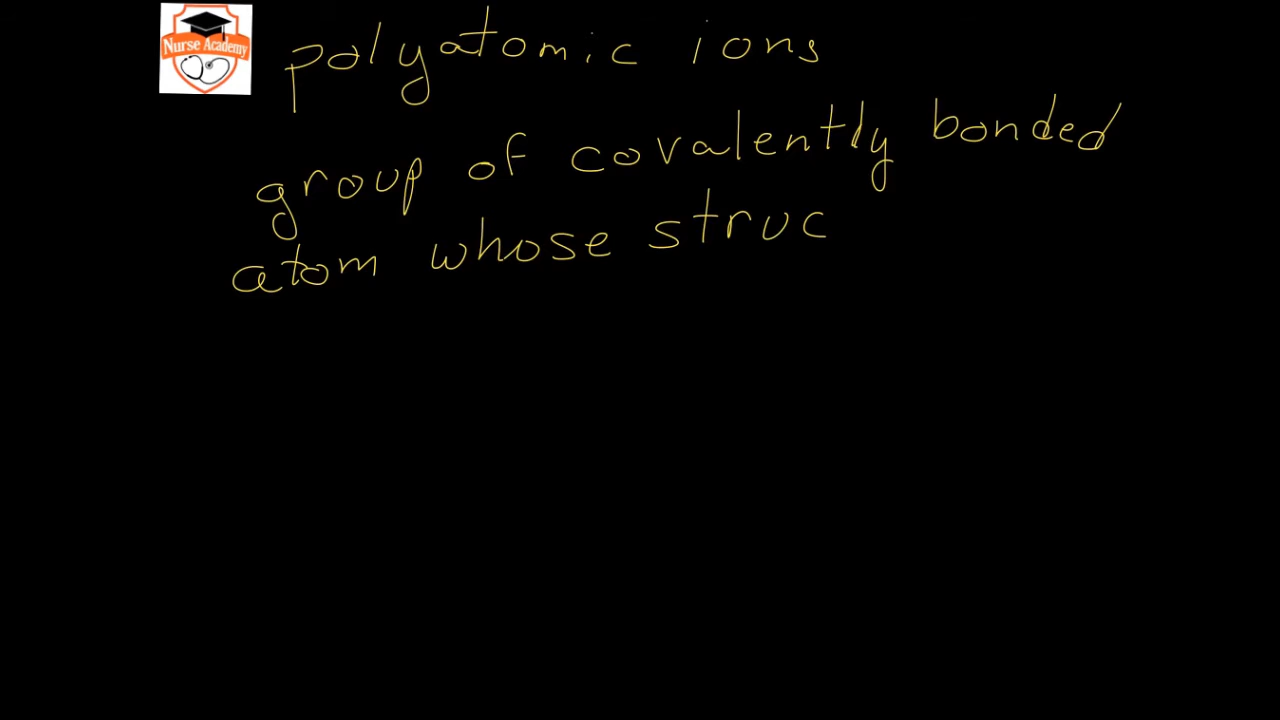 Nurse Academy
polyatomic ions
group of covalently bonded
atom whose struc